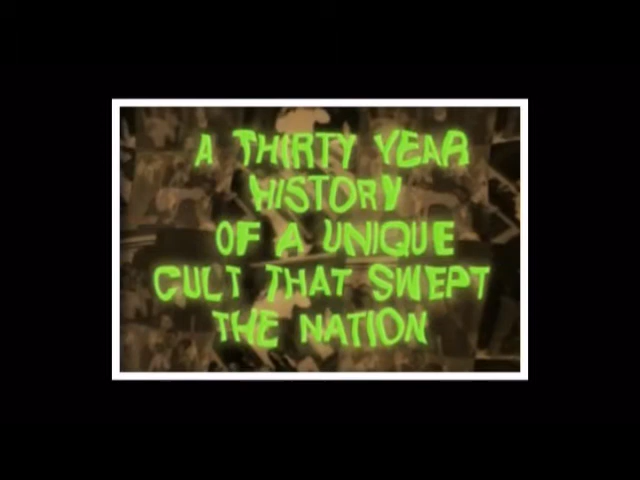 A THIRTY YEAR
HISTORY
OF A UNIQUE
CULT THAT SWEPT
THE NATION